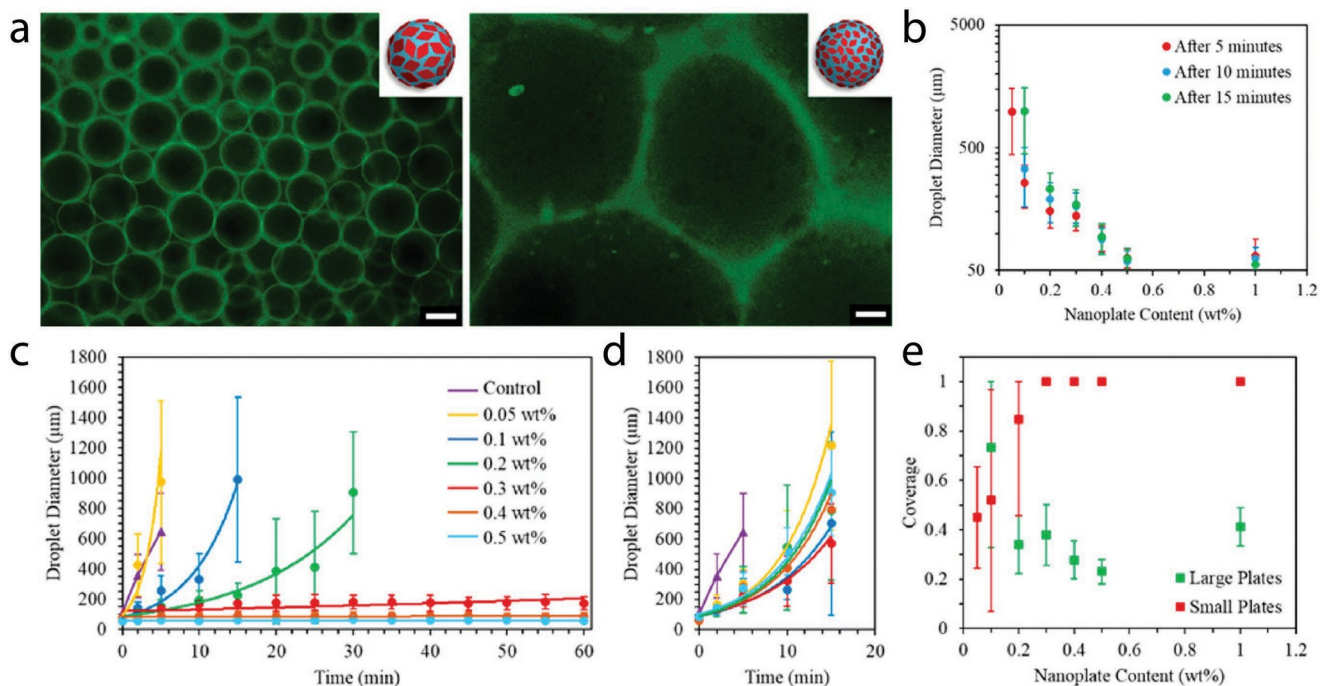 a
b
5000
500
50
Droplet Diameter (µm)
After 5 minutes
After 10 minutes
After 15 minutes
0 0.2 0.4 0.6 0.8 1 1.2
Nanoplate Content (wt%)
c
1800
1600
1400
1200
1000
800
600
400
200
0
Droplet Diameter (µm)
Control
0.05 wt%
0.1 wt%
0.2 wt%
0.3 wt%
0.4 wt%
0.5 wt%
0 10 20 30 40 50 60
Time (min)
d
1800
1600
1400
1200
1000
800
600
400
200
0
Droplet Diameter (µm)
0 10 20
Time (min)
e
1
0.8
0.6
0.4
0.2
0
Coverage
Large Plates
Small Plates
0 0.2 0.4 0.6 0.8 1 1.2
Nanoplate Content (wt%)